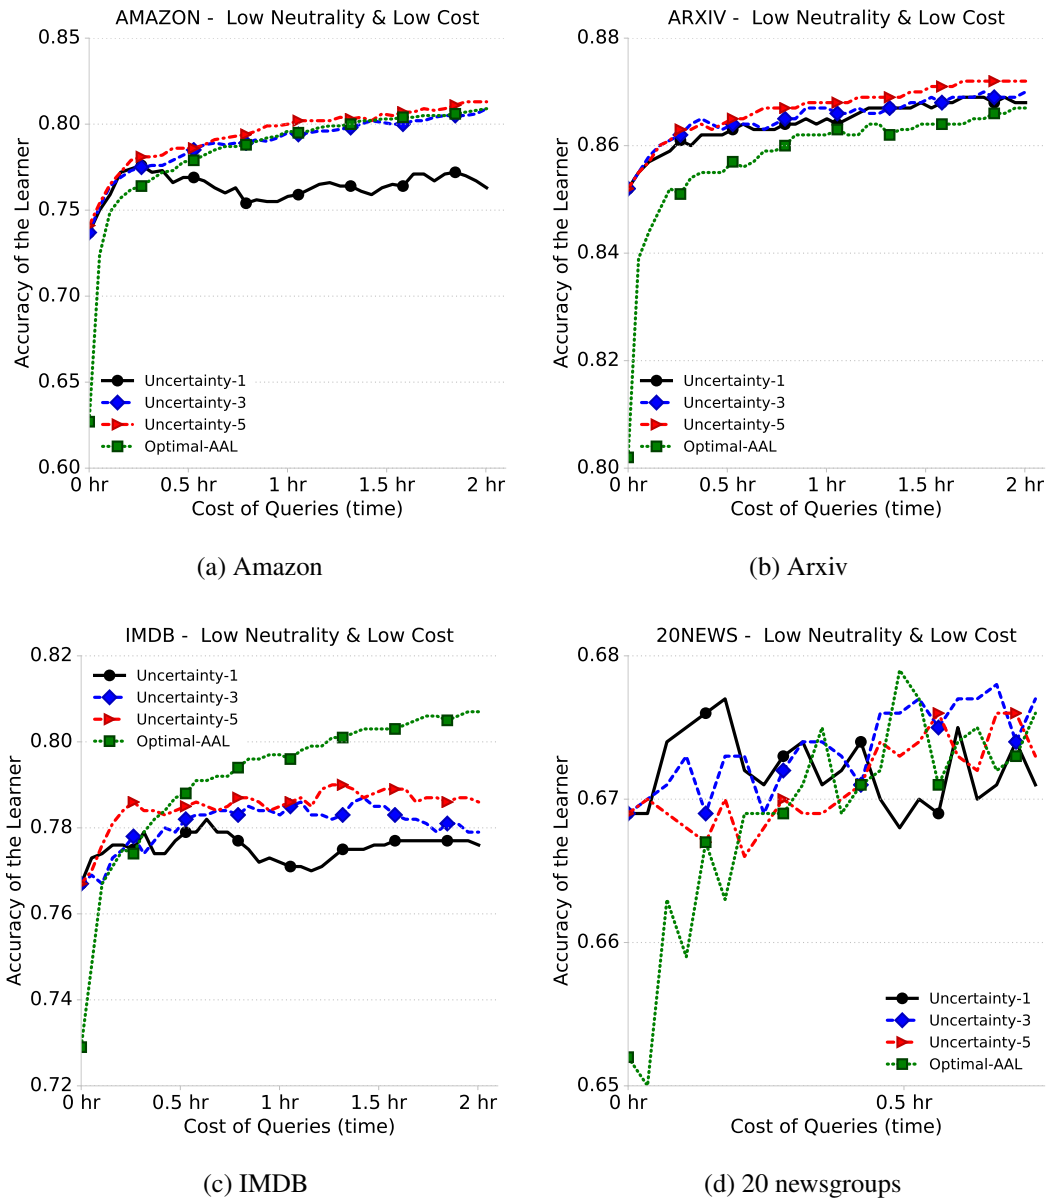 AMAZON - Low Neutrality & Low Cost
0.85
0.80
0.75
0.70
0.65
0.60
Accuracy of the Learner
Uncertainty-1
Uncertainty-3
Uncertainty-5
Optimal-AAL
0 hr 0.5 hr 1 hr 1.5 hr 2 hr
Cost of Queries (time)
(a) Amazon
ARXIV - Low Neutrality & Low Cost
0.88
0.86
0.84
0.82
0.80
Accuracy of the Learner
Uncertainty-1
Uncertainty-3
Uncertainty-5
Optimal-AAL
0 hr 0.5 hr 1 hr 1.5 hr 2 hr
Cost of Queries (time)
(b) Arxiv
IMDB - Low Neutrality & Low Cost
0.82
0.80
0.78
0.76
0.74
0.72
Accuracy of the Learner
Uncertainty-1
Uncertainty-3
Uncertainty-5
Optimal-AAL
0 hr 0.5 hr 1 hr 1.5 hr 2 hr
Cost of Queries (time)
(c) IMDB
20NEWS - Low Neutrality & Low Cost
0.68
0.67
0.66
0.65
Accuracy of the Learner
Uncertainty-1
Uncertainty-3
Uncertainty-5
Optimal-AAL
0 hr 0.5 hr
Cost of Queries (time)
(d) 20 newsgroups